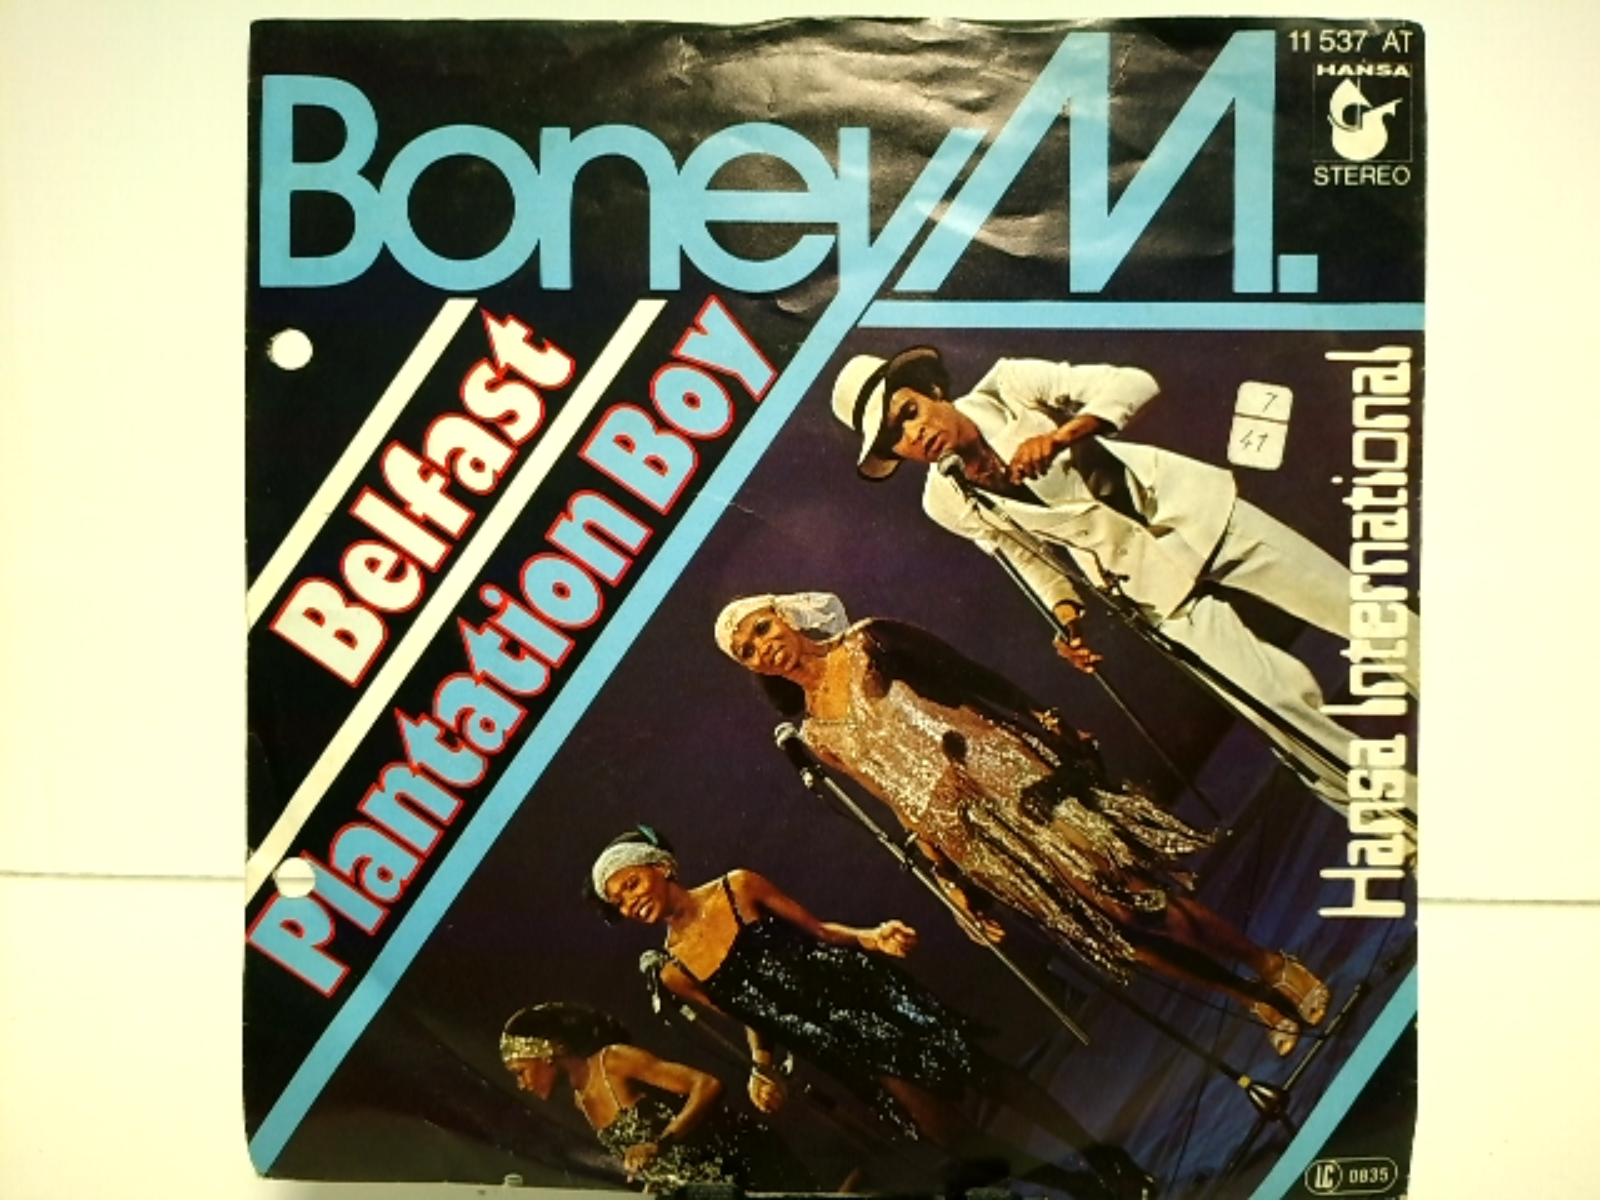 Boney M.
11 537 AT
HANSA
STEREO
Belfast
Plantation Boy
7
41
Hansa International
LC 0835